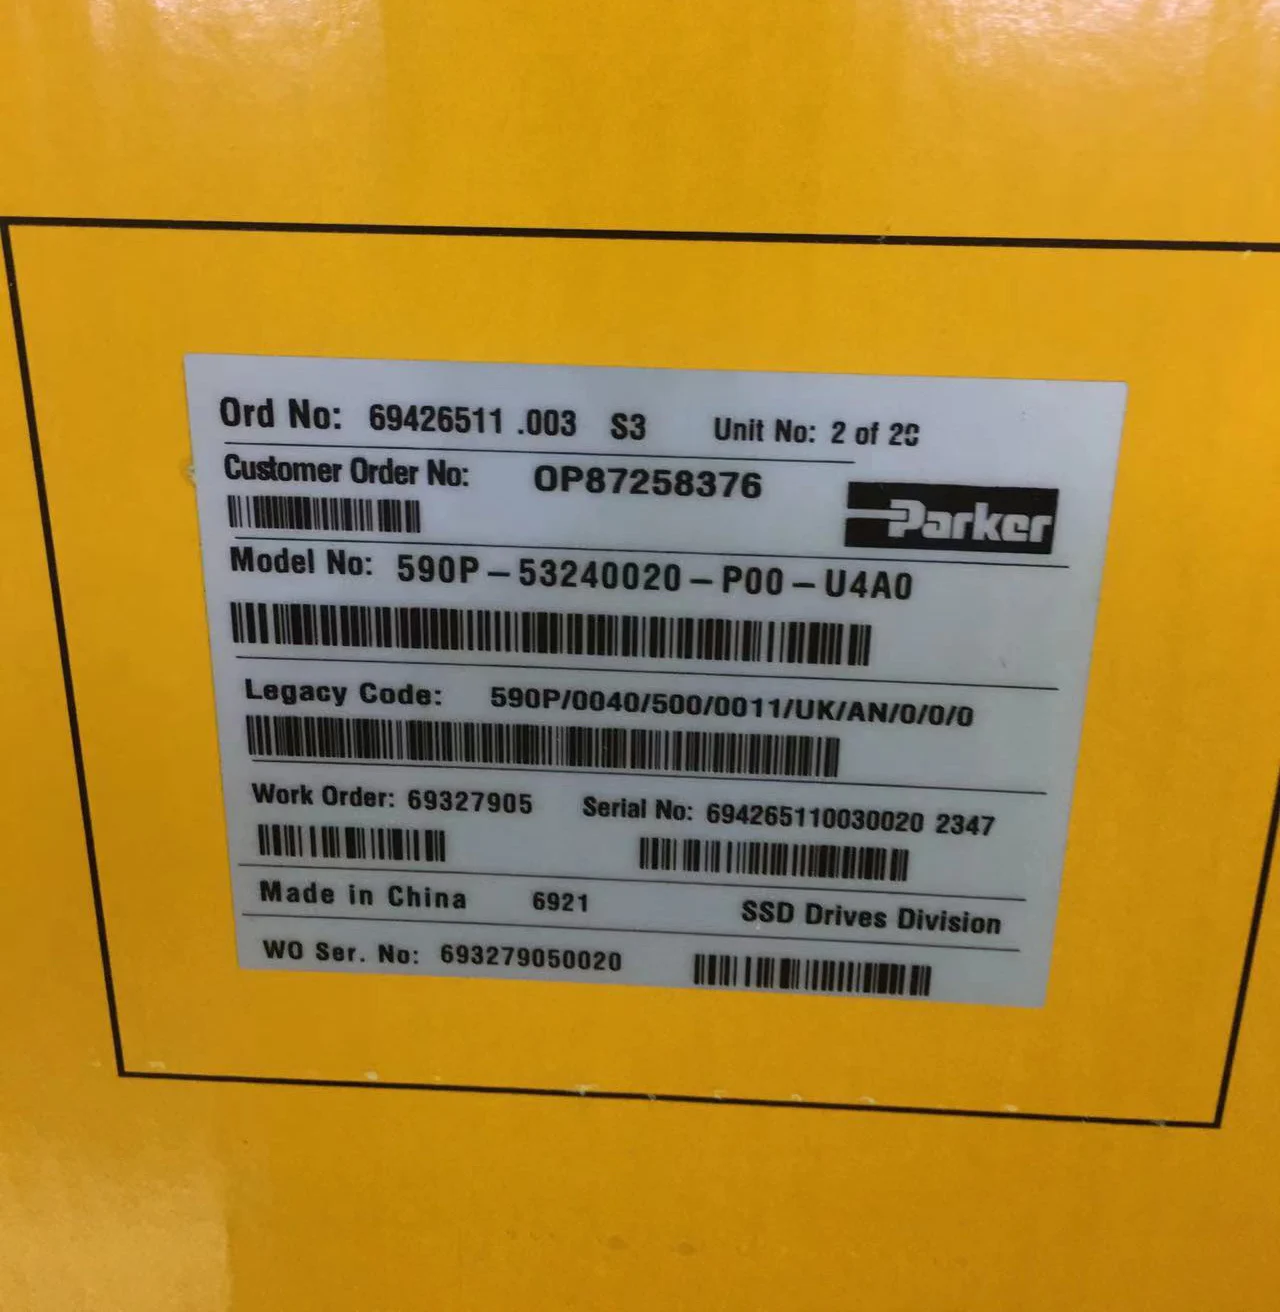 Ord No: 69426511 .003 S3 Unit No: 2 of 20
Customer Order No: OP87258376
Parker
Model No: 590P – 53240020 – P00 – U4A0
Legacy Code: 590P/0040/500/0011/UK/AN/0/0/0
Work Order: 69327905 Serial No: 694265110030020 2347
Made in China 6921 SSD Drives Division
WO Ser. No: 693279050020